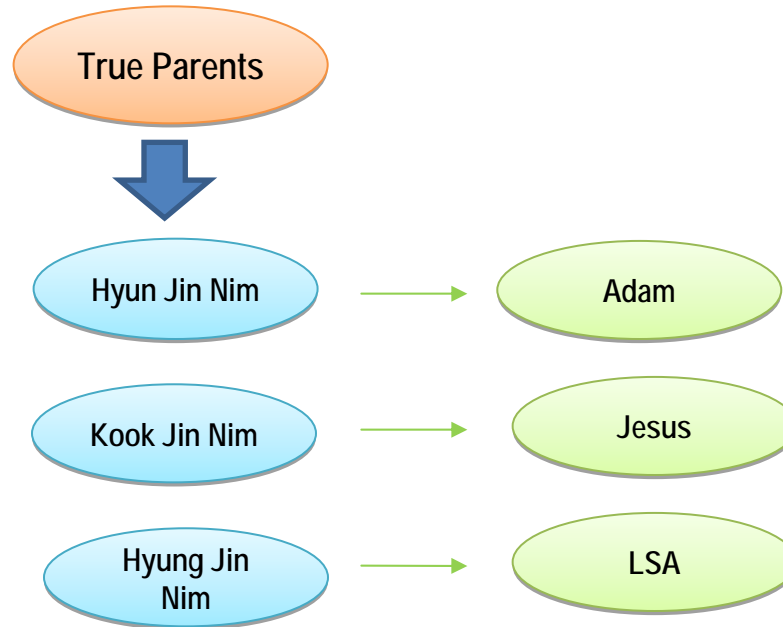 True Parents
Hyun Jin Nim
Adam
Kook Jin Nim
Jesus
Hyung Jin
Nim
LSA